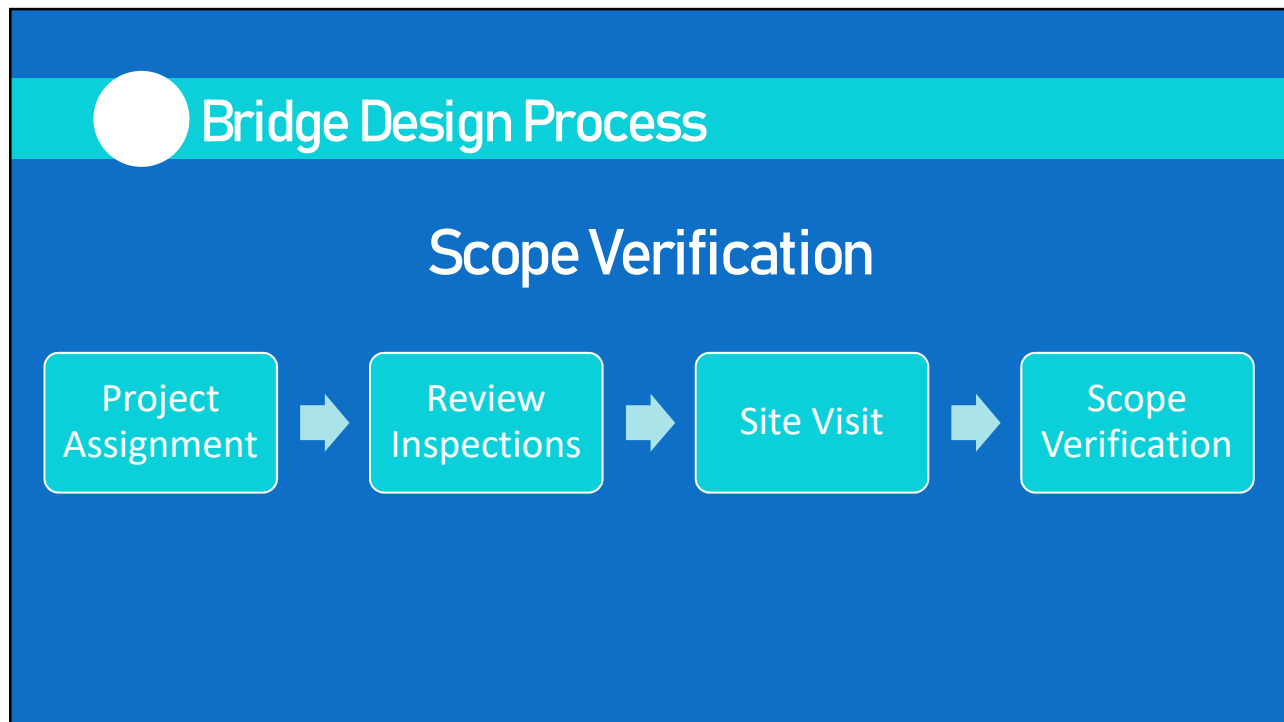 Bridge Design Process
Scope Verification
Project
Assignment
Review
Inspections
Site Visit
Scope
Verification